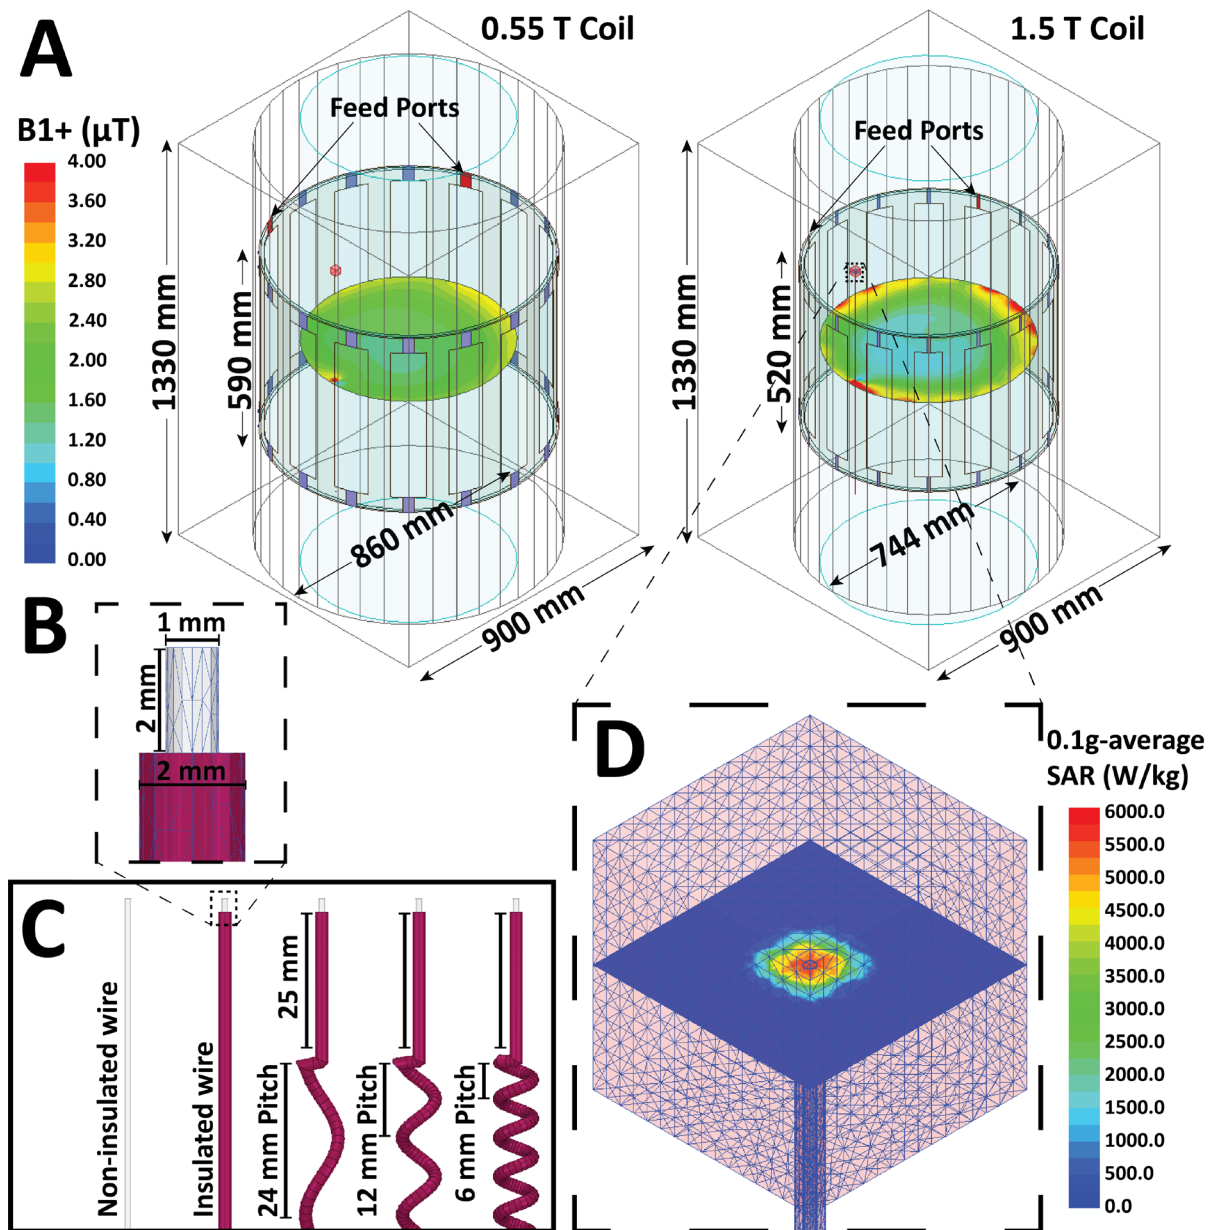 A
0.55 T Coil
1.5 T Coil
Feed Ports
Feed Ports
B1+ (μT)
4.00
3.60
3.20
2.80
2.40
2.00
1.60
1.20
0.80
0.40
0.00
1330 mm
590 mm
860 mm
900 mm
1330 mm
520 mm
744 mm
900 mm
B
1 mm
2 mm
2 mm
C
Non-insulated wire
Insulated wire
25 mm
24 mm Pitch
12 mm Pitch
6 mm Pitch
D
0.1g-average
SAR (W/kg)
6000.0
5500.0
5000.0
4500.0
4000.0
3500.0
3000.0
2500.0
2000.0
1500.0
1000.0
500.0
0.0